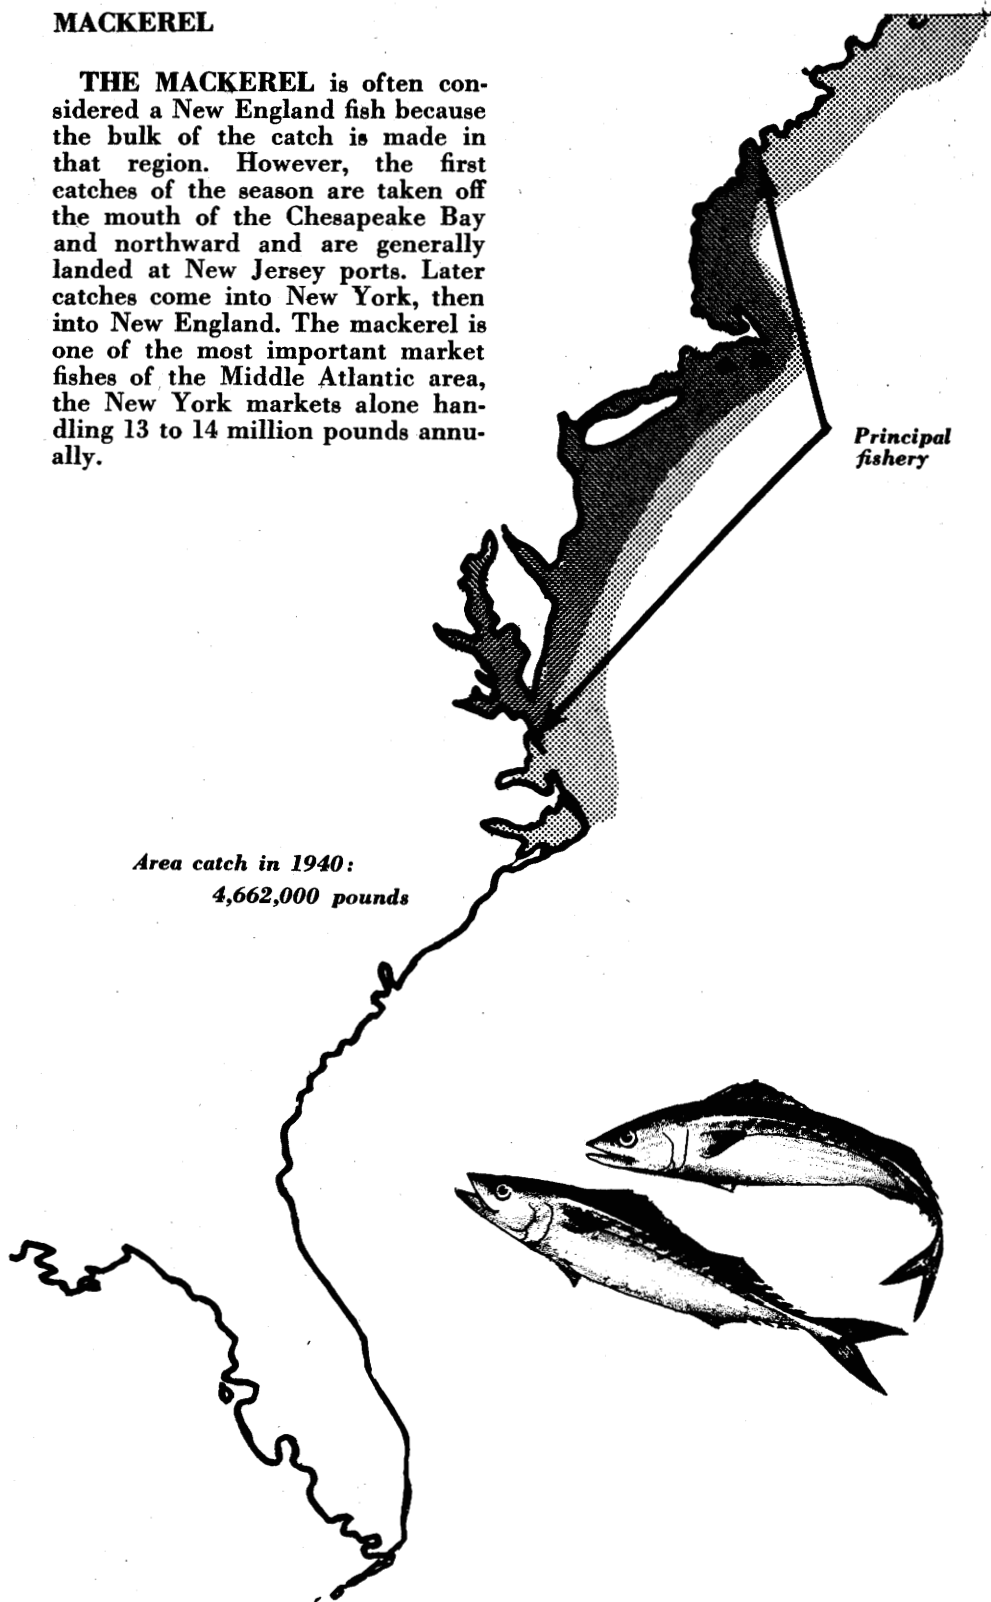 MACKEREL
THE MACKEREL is often con-
sidered a New England fish because
the bulk of the catch is made in
that region. However, the first
catches of the season are taken off
the mouth of the Chesapeake Bay
and northward and are generally
landed at New Jersey ports. Later
catches come into New York, then
into New England. The mackerel is
one of the most important market
fishes of the Middle Atlantic area,
the New York markets alone han-
dling 13 to 14 million pounds annu-
ally.
Principal
fishery
Area catch in 1940:
4,662,000 pounds